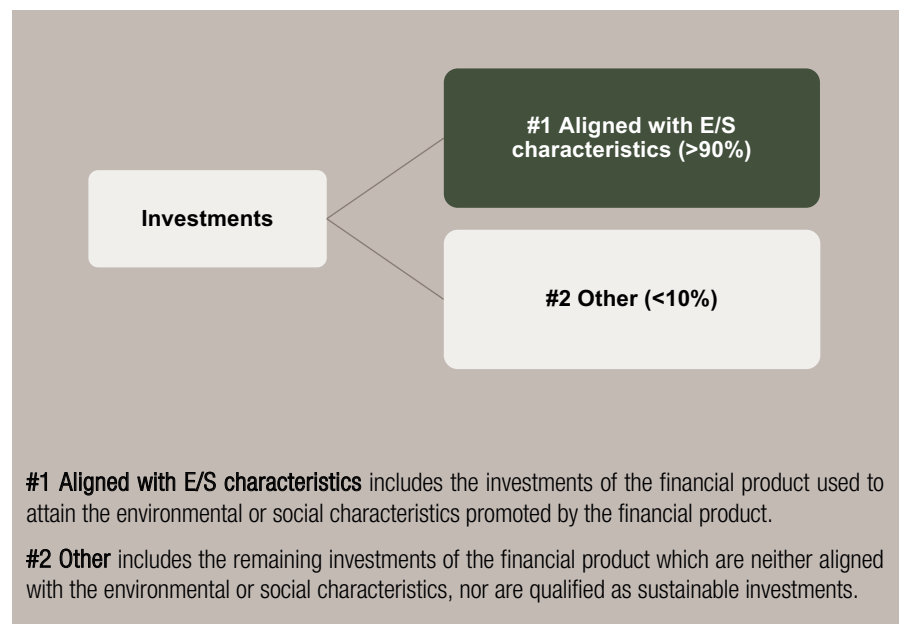 #1 Aligned with E/S
characteristics (>90%)
Investments
#2 Other (<10%)
#1 Aligned with E/S characteristics includes the investments of the financial product used to
attain the environmental or social characteristics promoted by the financial product.
#2 Other includes the remaining investments of the financial product which are neither aligned
with the environmental or social characteristics, nor are qualified as sustainable investments.